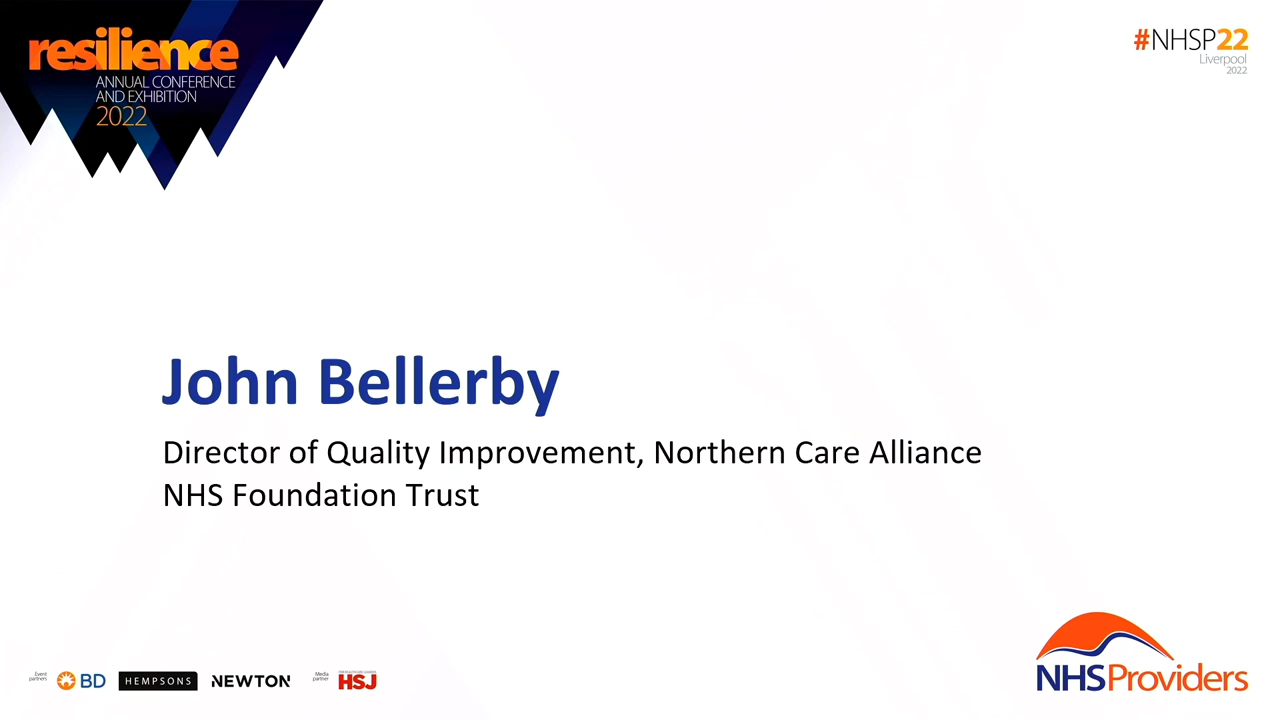 resilience
ANNUAL CONFERENCE
AND EXHIBITION
2022
#NHSP22
Liverpool
2022
John Bellerby
Director of Quality Improvement, Northern Care Alliance
NHS Foundation Trust
Event
partners
BD
HEMPSONS
NEWTON
Media
partner
HSJ
NHSProviders